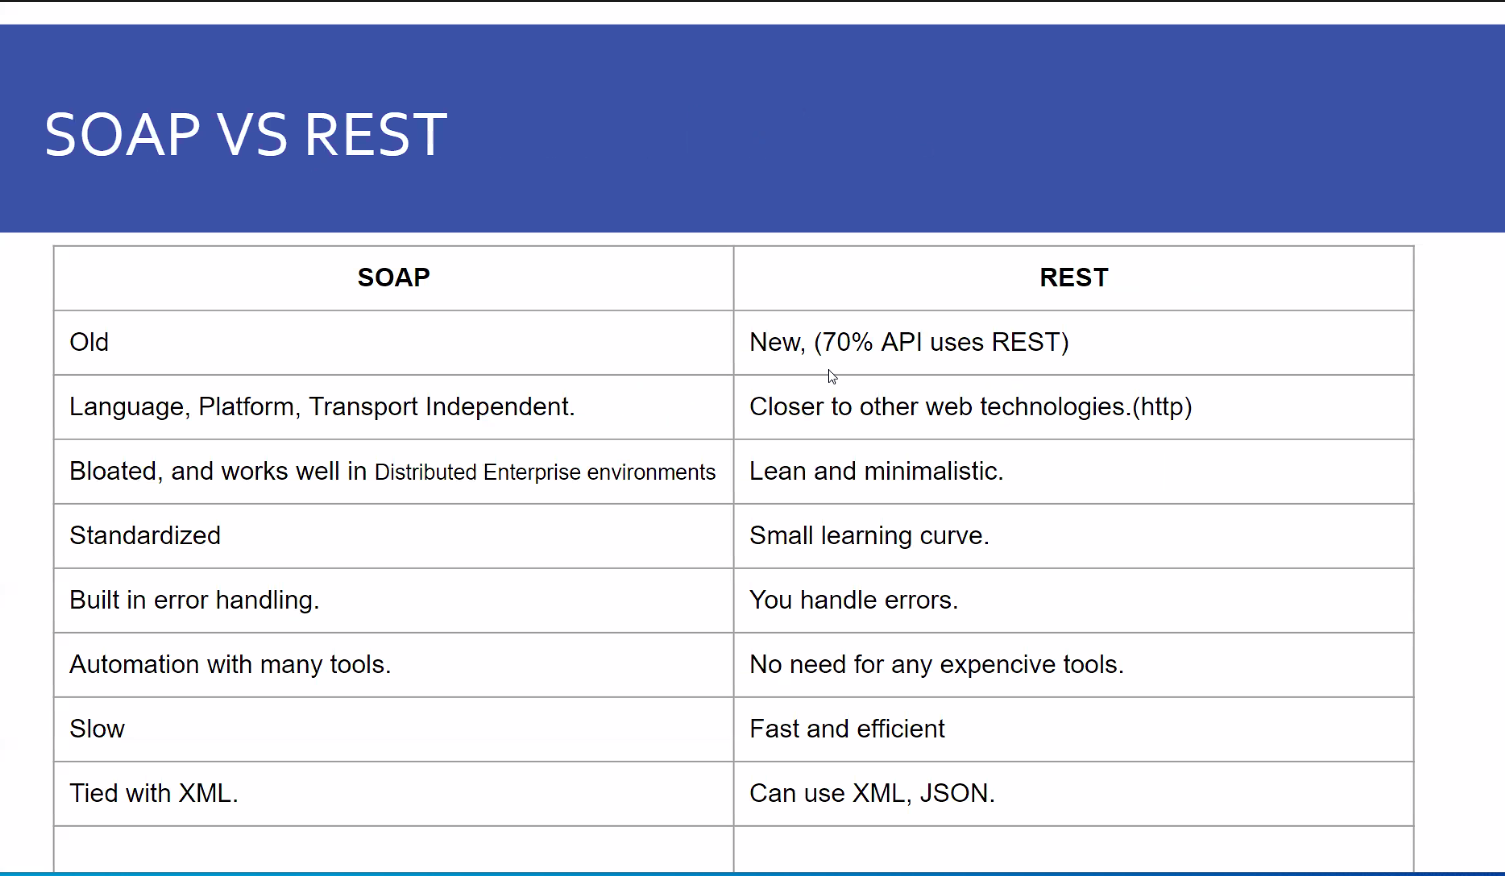 SOAP VS REST
SOAP
REST
Old
New, (70% API uses REST)
Language, Platform, Transport Independent.
Closer to other web technologies.(http)
Bloated, and works well in Distributed Enterprise environments
Lean and minimalistic.
Standardized
Small learning curve.
Built in error handling.
You handle errors.
Automation with many tools.
No need for any expencive tools.
Slow
Fast and efficient
Tied with XML.
Can use XML, JSON.